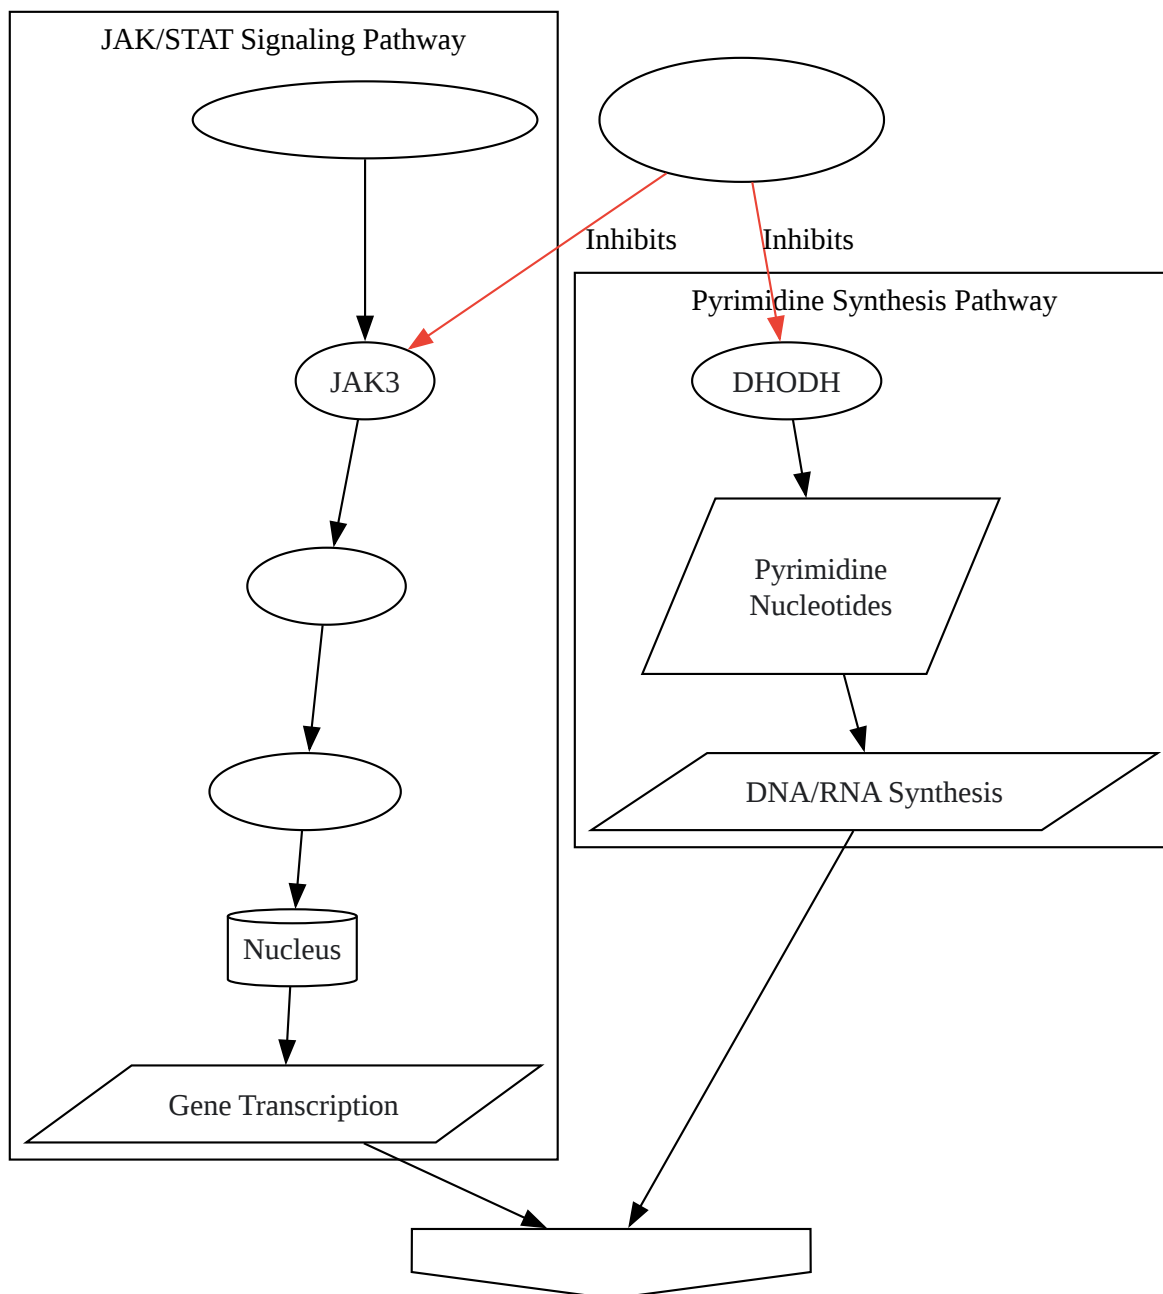 JAK/STAT Signaling Pathway
Inhibits
Inhibits
Pyrimidine Synthesis Pathway
JAK3
DHODH
Pyrimidine
Nucleotides
DNA/RNA Synthesis
Nucleus
Gene Transcription